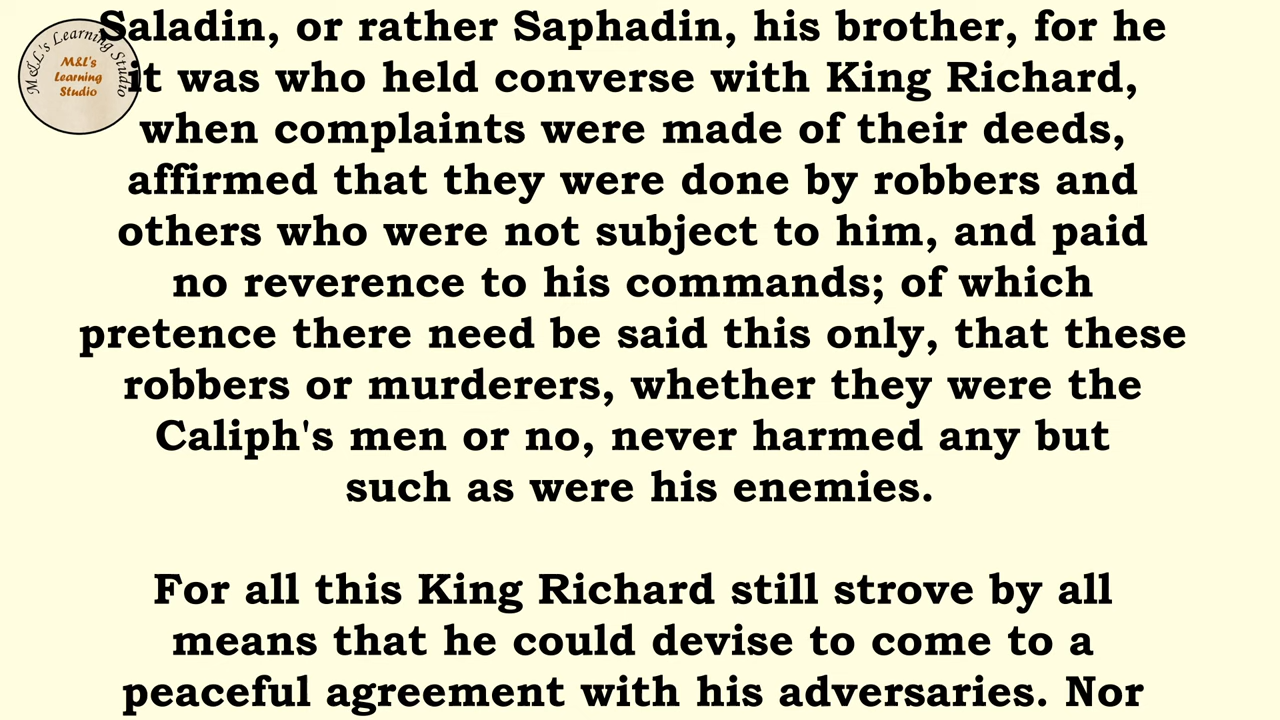 Saladin, or rather Saphadin, his brother, for he
it was who held converse with King Richard,
when complaints were made of their deeds,
affirmed that they were done by robbers and
others who were not subject to him, and paid
no reverence to his commands; of which
pretence there need be said this only, that these
robbers or murderers, whether they were the
Caliph's men or no, never harmed any but
such as were his enemies.
For all this King Richard still strove by all
means that he could devise to come to a
peaceful agreement with his adversaries. Nor
M&L's Learning Studio
M&L's
Learning
Studio